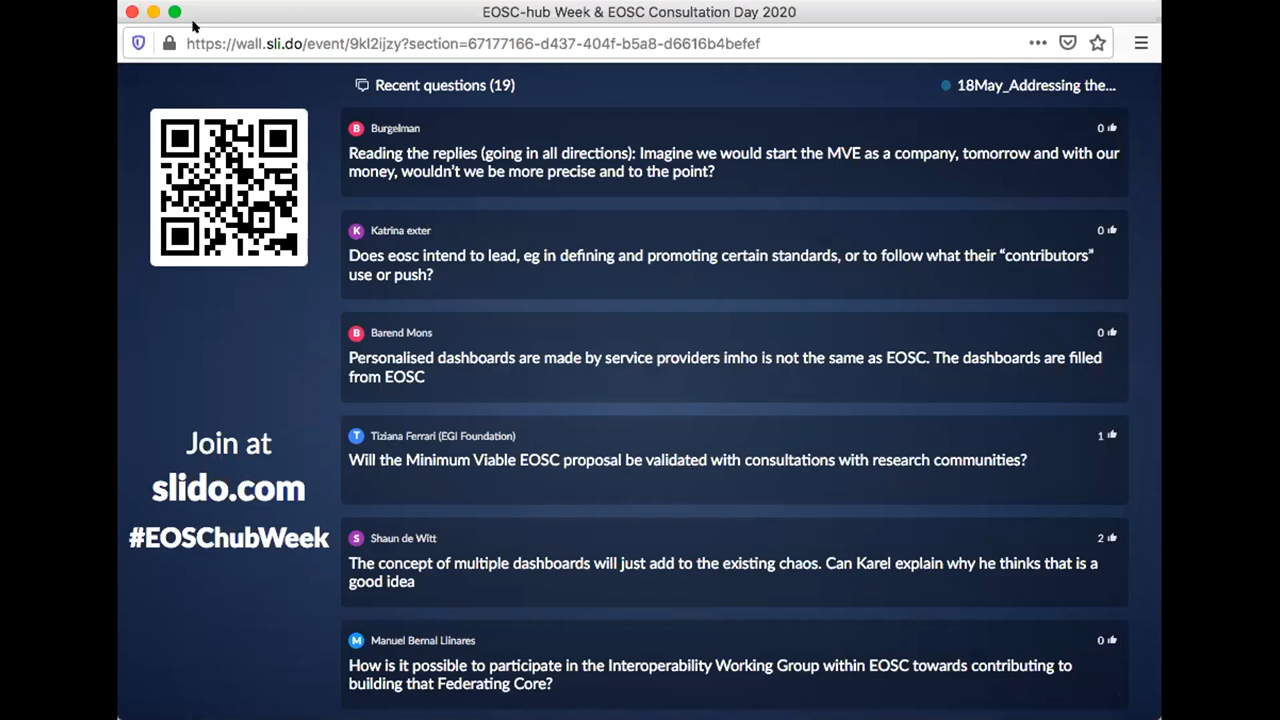 EOSC-hub Week & EOSC Consultation Day 2020
https://wall.sli.do/event/9kl2ijzy?section=67177166-d437-404f-b5a8-d6616b4befef
Recent questions (19)
18May_Addressing the...
B Burgelman
0
Reading the replies (going in all directions): Imagine we would start the MVE as a company, tomorrow and with our
money, wouldn't we be more precise and to the point?
K Katrina exter
0
Does eosc intend to lead, eg in defining and promoting certain standards, or to follow what their “contributors”
use or push?
B Barend Mons
0
Personalised dashboards are made by service providers imho is not the same as EOSC. The dashboards are filled
from EOSC
T Tiziana Ferrari (EGI Foundation)
1
Will the Minimum Viable EOSC proposal be validated with consultations with research communities?
S Shaun de Witt
2
The concept of multiple dashboards will just add to the existing chaos. Can Karel explain why he thinks that is a
good idea
M Manuel Bernal Llinares
0
How is it possible to participate in the Interoperability Working Group within EOSC towards contributing to
building that Federating Core?
Join at
slido.com
#EOSChubWeek